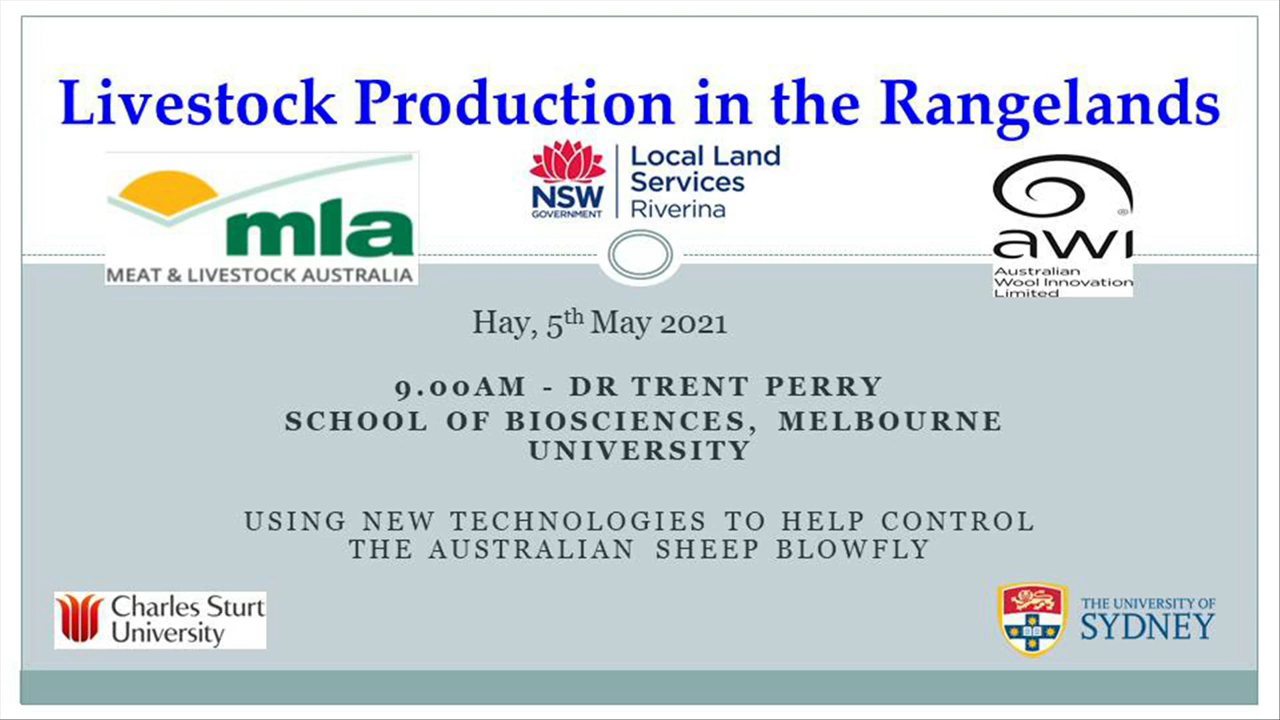 Livestock Production in the Rangelands
mla
MEAT & LIVESTOCK AUSTRALIA
NSW
GOVERNMENT
Local Land
Services
Riverina
®
awi
Australian
Wool Innovation
Limited
Hay, 5th May 2021
9.00AM - DR TRENT PERRY
SCHOOL OF BIOSCIENCES, MELBOURNE
UNIVERSITY
USING NEW TECHNOLOGIES TO HELP CONTROL
THE AUSTRALIAN SHEEP BLOWFLY
Charles Sturt
University
THE UNIVERSITY OF
SYDNEY